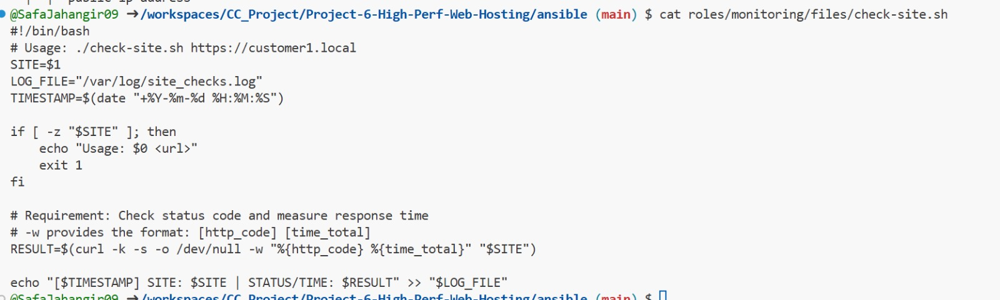 public ip address
@SafaJahangir09 →/workspaces/CC_Project/Project-6-High-Perf-Web-Hosting/ansible (main) $ cat roles/monitoring/files/check-site.sh
#!/bin/bash
# Usage: ./check-site.sh https://customer1.local
SITE=$1
LOG_FILE="/var/log/site_checks.log"
TIMESTAMP=$(date "+%Y-%m-%d %H:%M:%S")

if [ -z "$SITE" ]; then
    echo "Usage: $0 <url>"
    exit 1
fi

# Requirement: Check status code and measure response time
# -w provides the format: [http_code] [time_total]
RESULT=$(curl -k -s -o /dev/null -w "%{http_code} %{time_total}" "$SITE")

echo "[$TIMESTAMP] SITE: $SITE | STATUS/TIME: $RESULT" >> "$LOG_FILE"
@SafaJahangir09 →/workspaces/CC_Project/Project-6-High-Perf-Web-Hosting/ansible (main) $